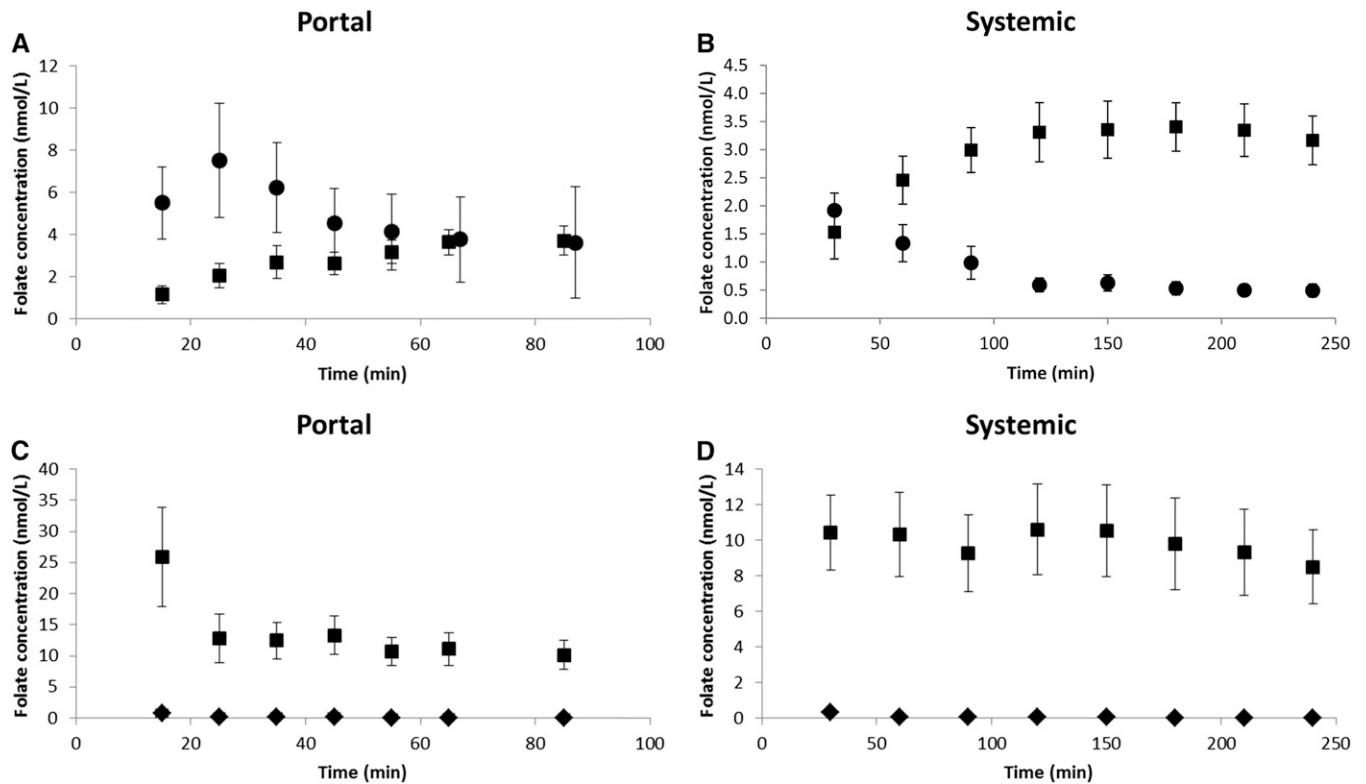 Portal
A
Folate concentration (nmol/L)
12
10
8
6
4
2
0
0 20 40 60 80 100
Time (min)
Systemic
B
Folate concentration (nmol/L)
4.5
4.0
3.5
3.0
2.5
2.0
1.5
1.0
0.5
0.0
0 50 100 150 200 250
Time (min)
Portal
C
Folate concentration (nmol/L)
40
35
30
25
20
15
10
5
0
0 20 40 60 80 100
Time (min)
Systemic
D
Folate concentration (nmol/L)
14
12
10
8
6
4
2
0
0 50 100 150 200 250
Time (min)